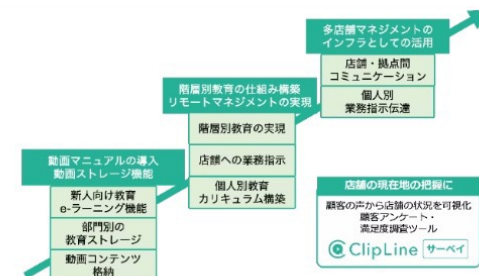 多店舗マネジメントの
インフラとしての活用
店舗・拠点間
コミュニケーション
個人別
業務指示伝達
階層別教育の仕組み構築
リモートマネジメントの実現
階層別教育の実現
店舗への業務指示
個人別教育
カリキュラム構築
動画マニュアルの導入
動画ストレージ機能
新人向け教育
e-ラーニング機能
部門別の
教育ストレージ
動画コンテンツ
格納
店舗の現在地の把握に
顧客の声から店舗の状況を可視化
顧客アンケート・
満足度調査ツール
ClipLine サーベイ